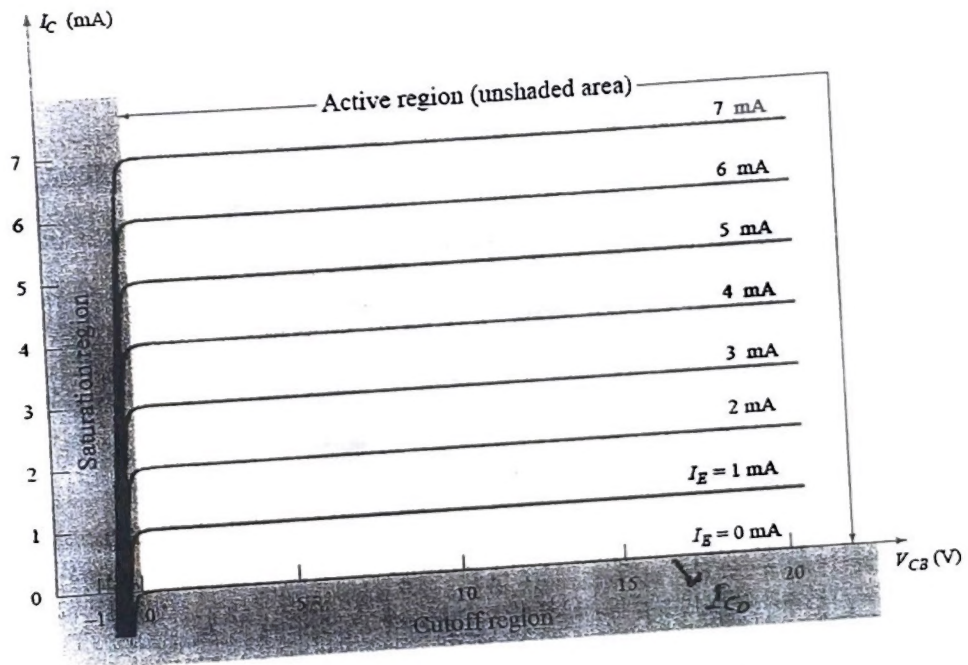 I_C (mA)
Active region (unshaded area)
7 mA
7
6 mA
6
5 mA
5
4 mA
4
3 mA
3
2 mA
2
I_E = 1 mA
1
I_E = 0 mA
V_CB (V)
0
−1
0
5
10
15
20
I_CO
Saturation region
Cutoff region